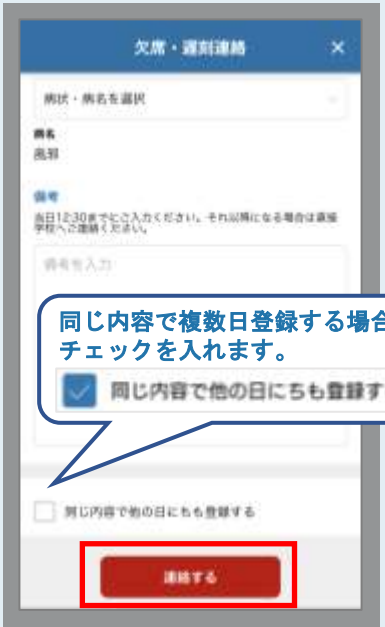 欠席・遅刻連絡 ×
病状・病名を選択
病名
風邪
備考
当日12:30までにご入力ください。それ以降になる場合は直接
学校へご連絡ください。
備考を入力
同じ内容で複数日登録する場合
チェックを入れます。
同じ内容で他の日にちも登録す
同じ内容で他の日にちも登録する
連絡する